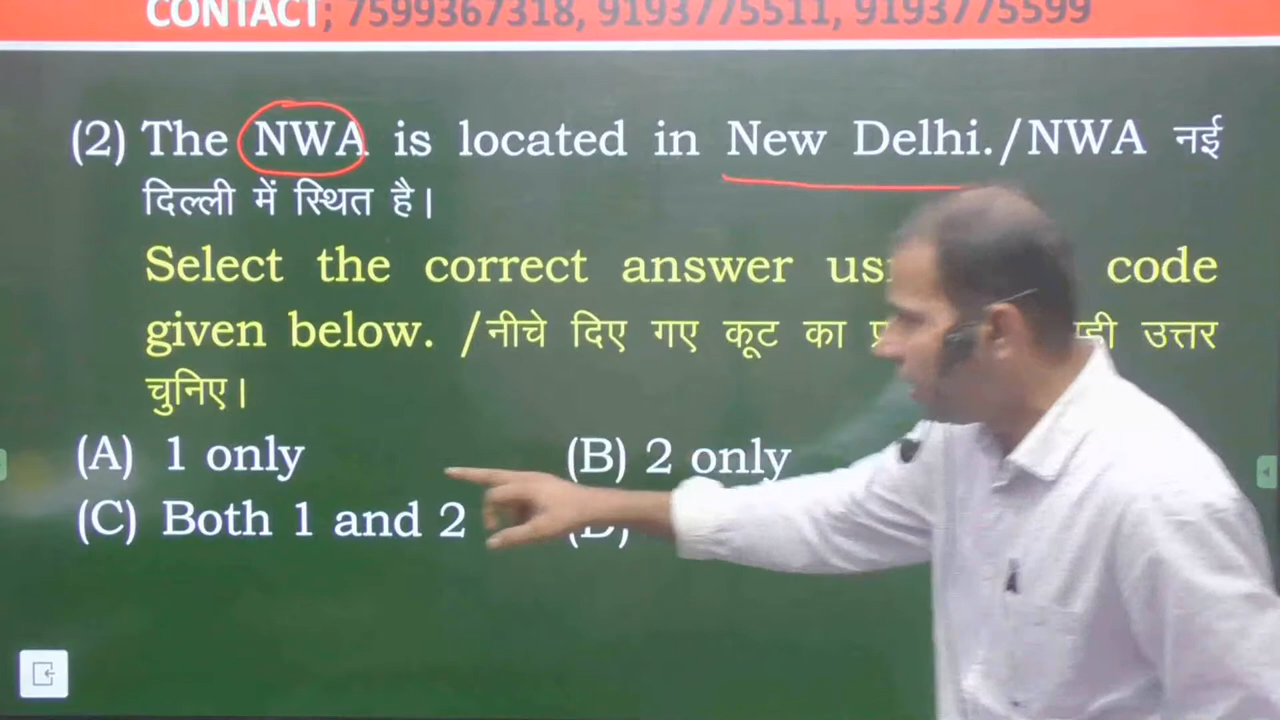 CONTACT; 7599367318, 9193775511, 9193775599
(2) The NWA is located in New Delhi./NWA नई
दिल्ली में स्थित है।
Select the correct answer code
given below. /नीचे दिए गए कूट का उत्तर
चुनिए।
(A) 1 only (B) 2 only
(C) Both 1 and 2 (D)